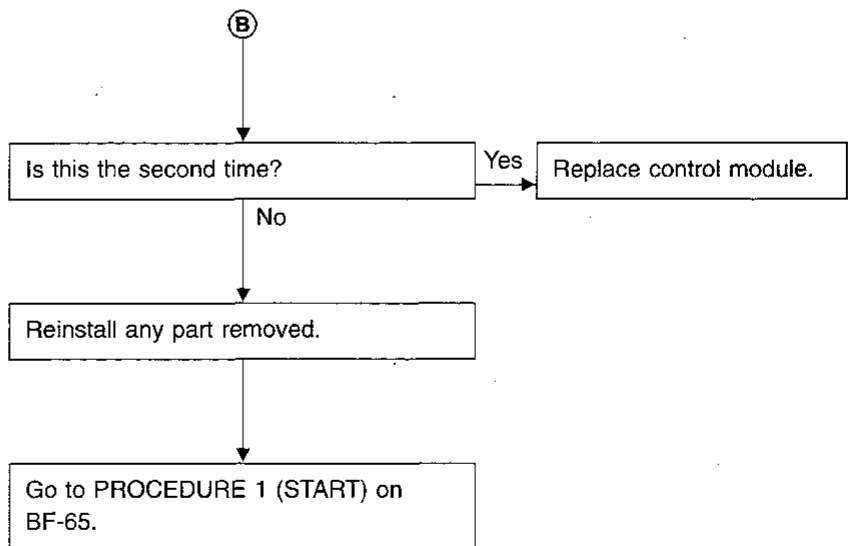 B
Is this the second time?
Yes
Replace control module.
No
Reinstall any part removed.
Go to PROCEDURE 1 (START) on
BF-65.